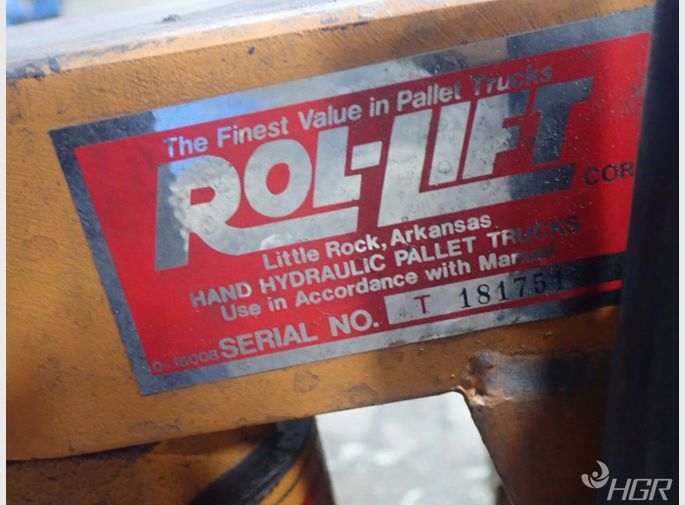 The Finest Value in Pallet Trucks
ROL-LIFT
COR
Little Rock, Arkansas
HAND HYDRAULIC PALLET TRUCKS
Use in Accordance with Manual
SERIAL NO. T 181751
HGR